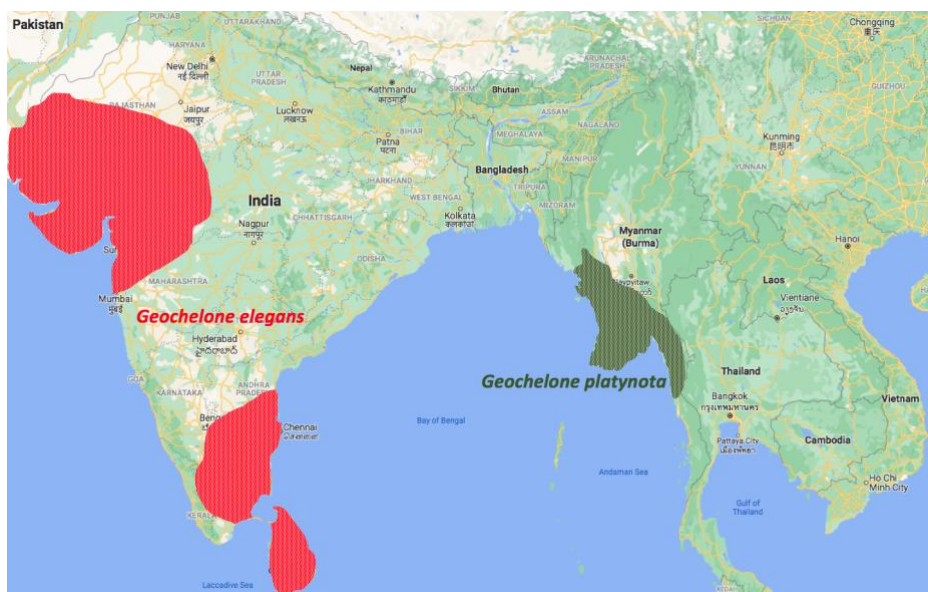 Pakistan
PUNJAB
UTTARAKHAND
HARYANA
New Delhi
नई दिल्ली
Nepal
Kathmandu
काठमाडौं
SIKKIM
Bhutan
ARUNACHAL
PRADESH
SICHUAN
Chongqing
重庆
GUIZHOU
RAJASTHAN
Jaipur
जयपुर
UTTAR
PRADESH
Lucknow
लखनऊ
Patna
पटना
BIHAR
ASSAM
NAGALAND
MEGHALAYA
MANIPUR
Bangladesh
TRIPURA
MIZORAM
Kunming
昆明市
YUNNAN
JHARKHAND
WEST BENGAL
Kolkata
India
Nagpur
नागपुर
CHHATTISGARH
ODISHA
Myanmar
(Burma)
Hanoi
Laos
Vientiane
MAHARASHTRA
Mumbai
मुंबई
Geochelone elegans
Hyderabad
Thailand
Geochelone platynota
GOA
KARNATAKA
ANDHRA
Chennai
Bangkok
กรุงเทพมหานคร
Vietnam
Bay of Bengal
Pattaya City
เมืองพัทยา
Cambodia
Andaman Sea
Ho Chi
Minh City
Gulf of
Thailand
KERAL
Laccadive Sea
KEDAH